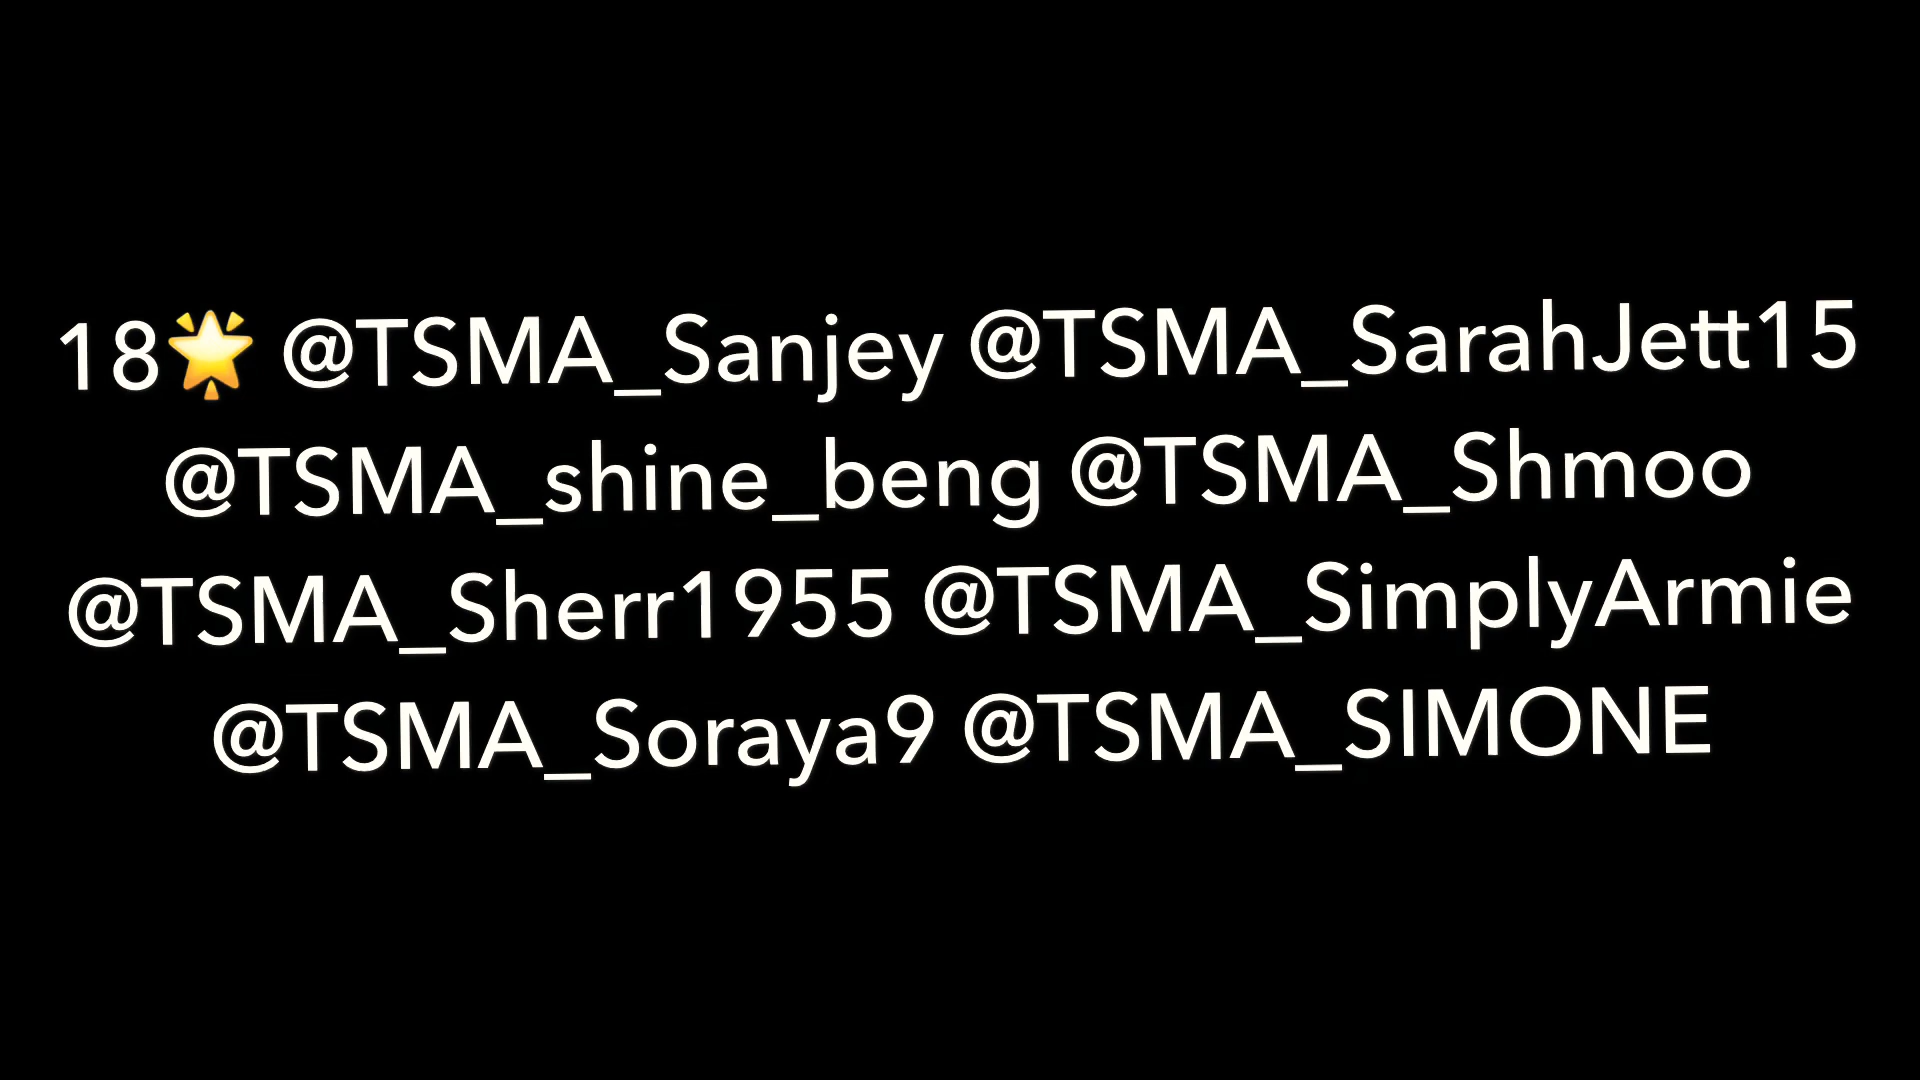 18🌟 @TSMA_Sanjey @TSMA_SarahJett15
@TSMA_shine_beng @TSMA_Shmoo
@TSMA_Sherr1955 @TSMA_SimplyArmie
@TSMA_Soraya9 @TSMA_SIMONE